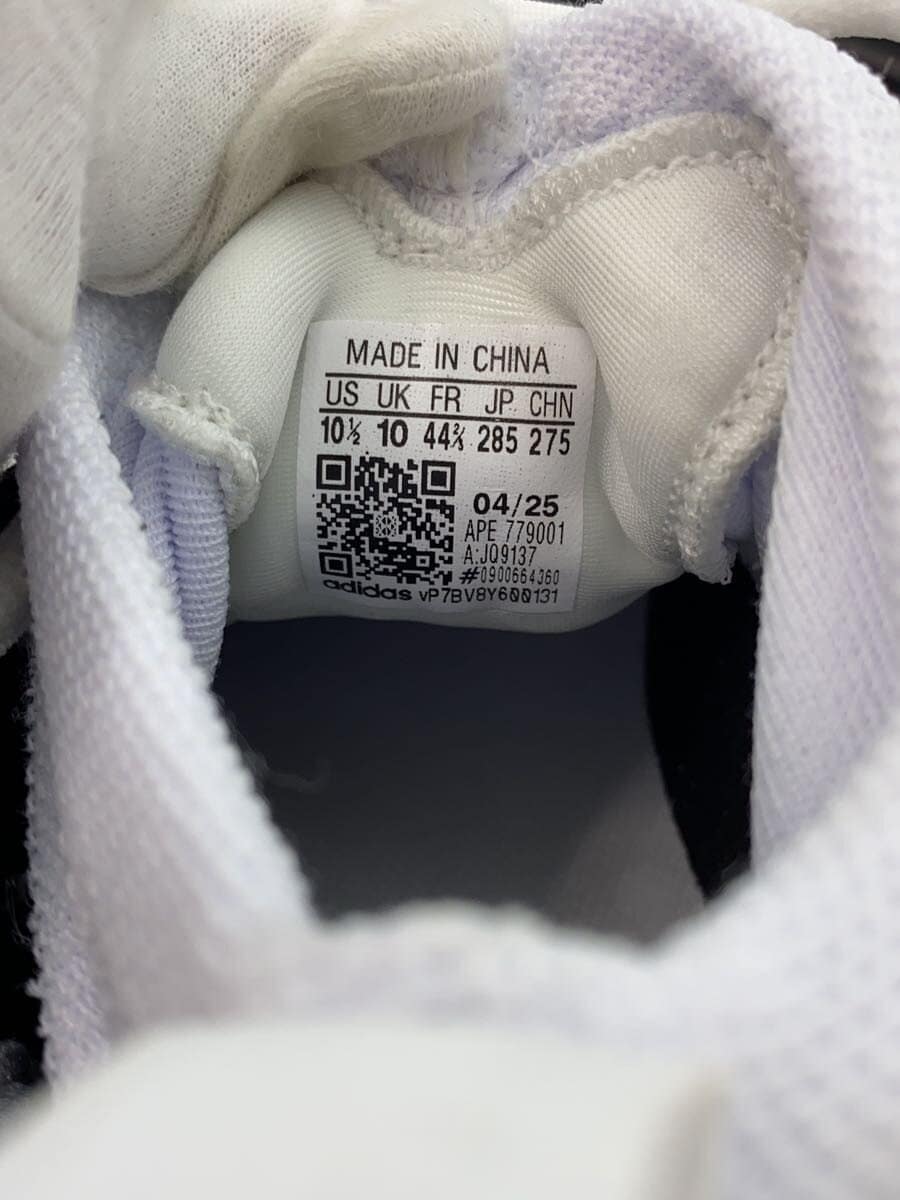 MADE IN CHINA
US UK FR JP CHN
10½ 10 44⅔ 285 275
04/25
APE 779001
A:JQ9137
#0900664360
adidas vP7BV8Y600131